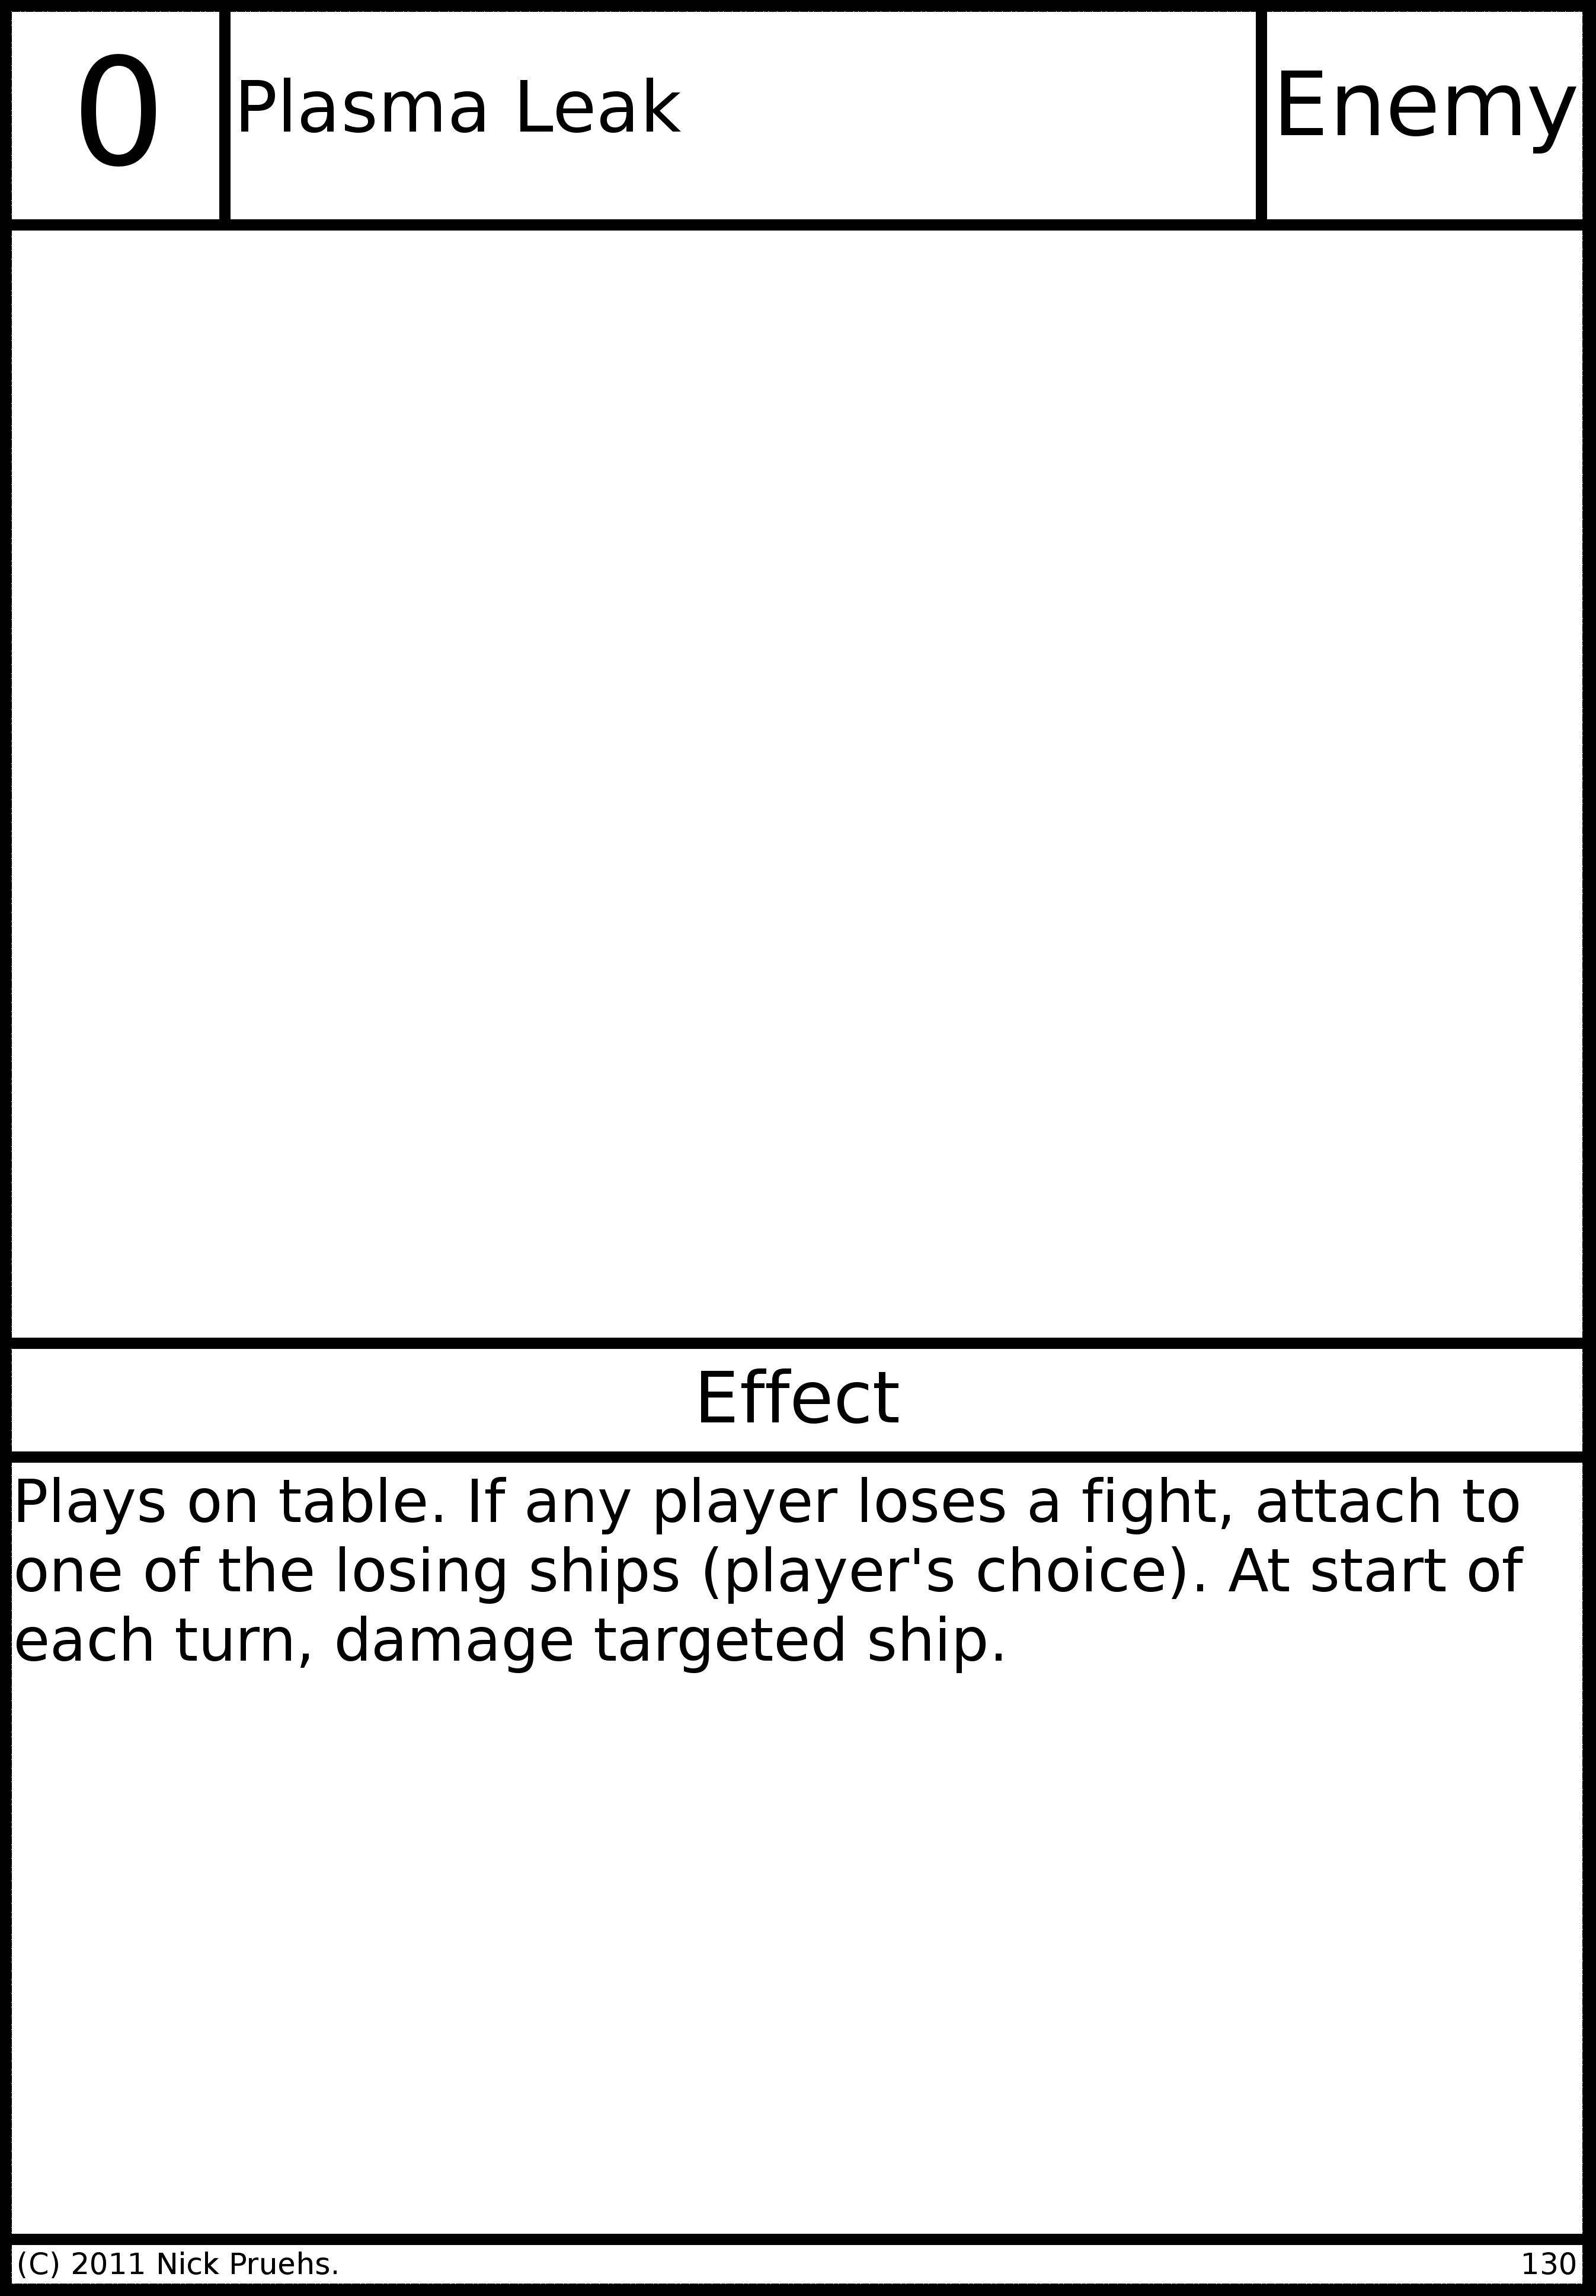 0
Plasma Leak
Enemy
Effect
Plays on table. If any player loses a fight, attach to
one of the losing ships (player's choice). At start of
each turn, damage targeted ship.
(C) 2011 Nick Pruehs.
130